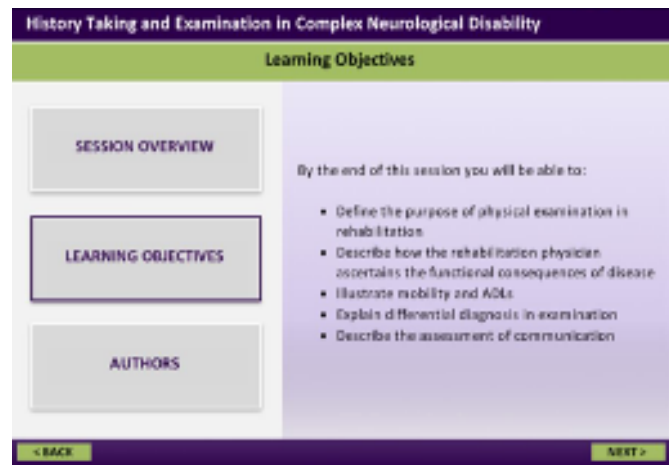 History Taking and Examination in Complex Neurological Disability
Learning Objectives
SESSION OVERVIEW
LEARNING OBJECTIVES
AUTHORS
By the end of this session you will be able to:
• Define the purpose of physical examination in
rehabilitation
• Describe how the rehabilitation physician
ascertains the functional consequences of disease
• Illustrate mobility and ADLs
• Explain differential diagnosis in examination
• Describe the assessment of communication
< BACK
NEXT >